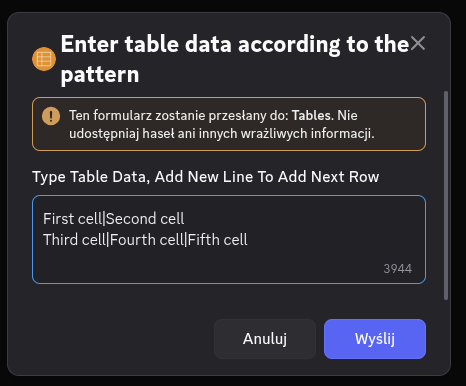 Enter table data according to the
pattern
Ten formularz zostanie przesłany do: Tables. Nie
udostępniaj haseł ani innych wrażliwych informacji.
Type Table Data, Add New Line To Add Next Row
First cell|Second cell
Third cell|Fourth cell|Fifth cell
3944
Anuluj
Wyślij